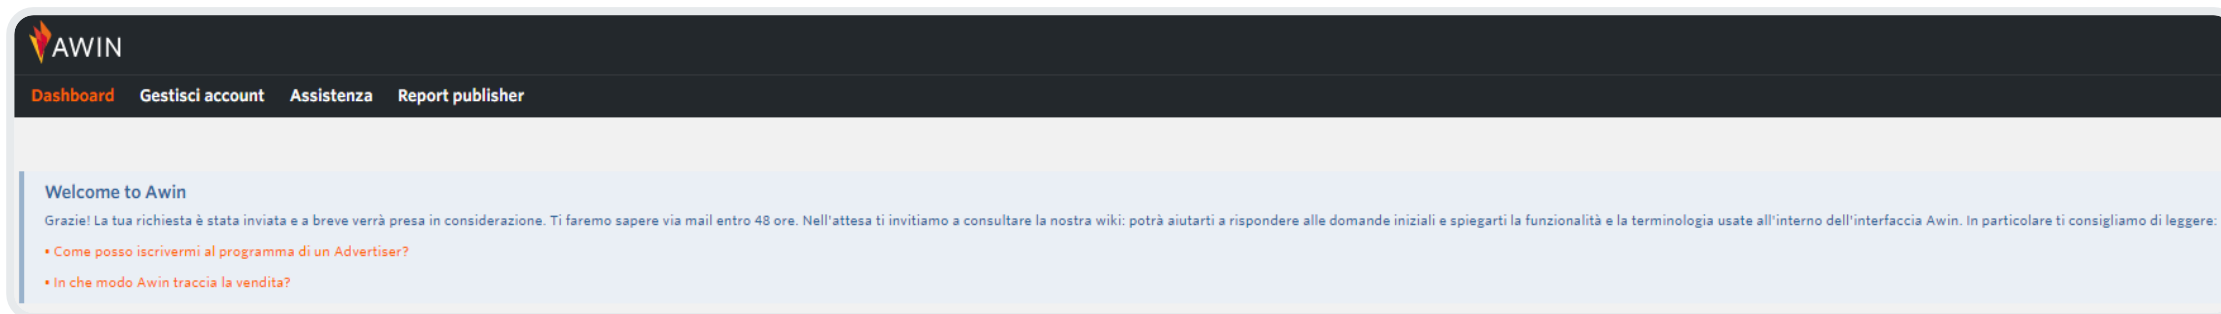 AWIN
Dashboard Gestisci account Assistenza Report publisher
Welcome to Awin
Grazie! La tua richiesta è stata inviata e a breve verrà presa in considerazione. Ti faremo sapere via mail entro 48 ore. Nell'attesa ti invitiamo a consultare la nostra wiki: potrà aiutarti a rispondere alle domande iniziali e spiegarti la funzionalità e la terminologia usate all'interno dell'interfaccia Awin. In particolare ti consigliamo di leggere:
• Come posso iscrivermi al programma di un Advertiser?
• In che modo Awin traccia la vendita?